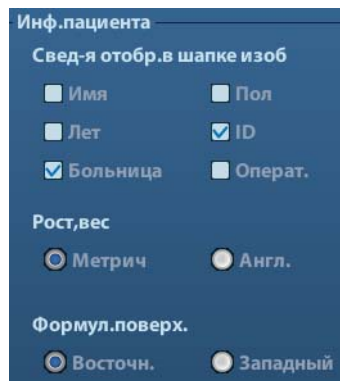 Инф.пациента
Свед-я отобр.в шапке изоб
Имя Пол
Лет ID
Больница Операт.
Рост,вес
Метрич Англ.
Формул.поверх.
Восточн. Западный